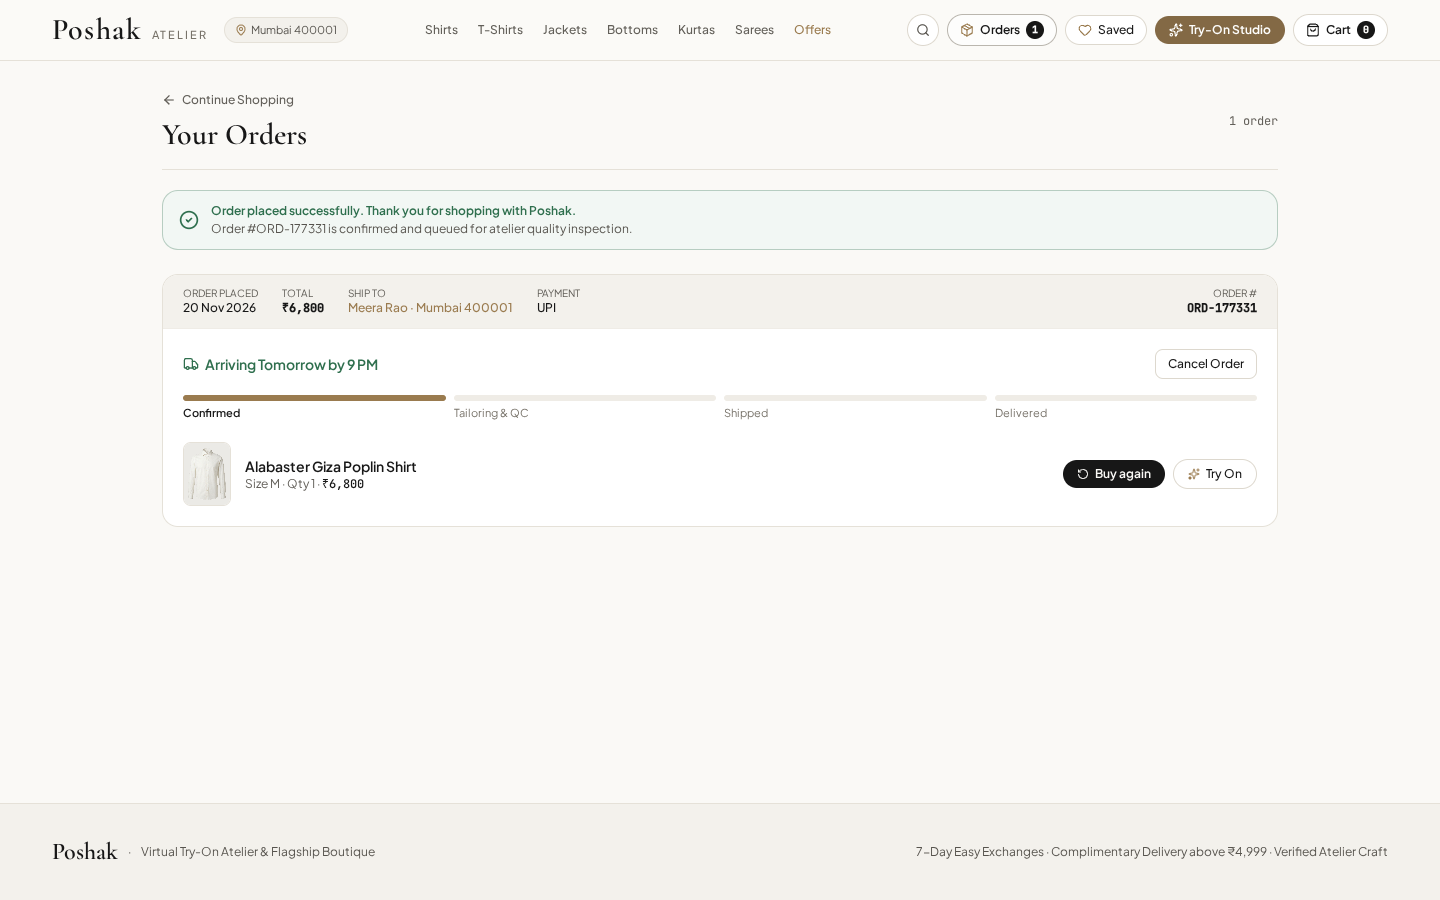 Poshak ATELIER
Mumbai 400001
Shirts T-Shirts Jackets Bottoms Kurtas Sarees Offers
Orders 1
Saved
Try-On Studio
Cart 0
Continue Shopping
Your Orders
1 order
Order placed successfully. Thank you for shopping with Poshak.
Order #ORD-177331 is confirmed and queued for atelier quality inspection.
ORDER PLACED TOTAL SHIP TO PAYMENT ORDER #
20 Nov 2026 ₹6,800 Meera Rao · Mumbai 400001 UPI ORD-177331
Arriving Tomorrow by 9 PM
Cancel Order
Confirmed Tailoring & QC Shipped Delivered
Alabaster Giza Poplin Shirt
Size M · Qty 1 · ₹6,800
Buy again
Try On
Poshak · Virtual Try-On Atelier & Flagship Boutique
7-Day Easy Exchanges · Complimentary Delivery above ₹4,999 · Verified Atelier Craft